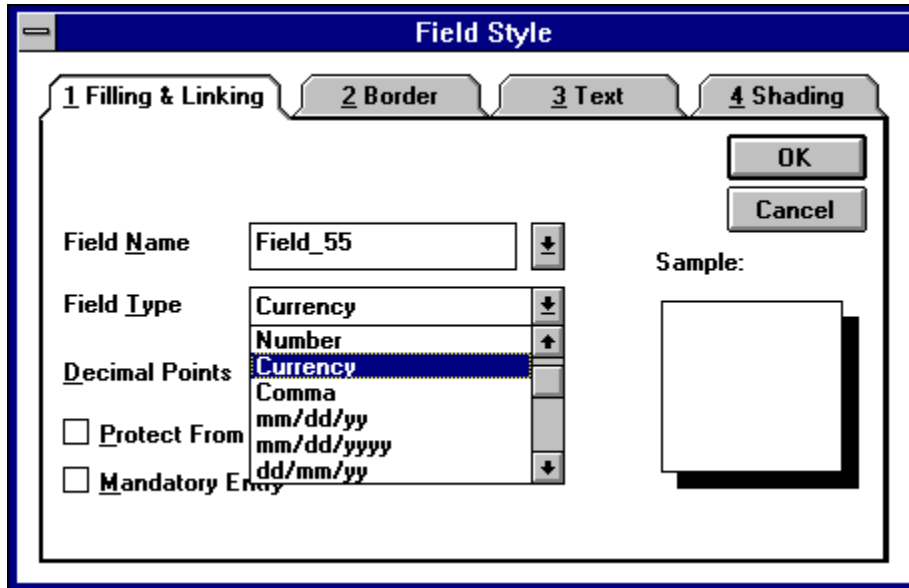 Field Style
1 Filling & Linking
2 Border
3 Text
4 Shading
OK
Cancel
Field Name
Field_55
Sample:
Field Type
Currency
Number
Currency
Comma
mm/dd/yy
mm/dd/yyyy
dd/mm/yy
Decimal Points
Protect From
Mandatory Entry